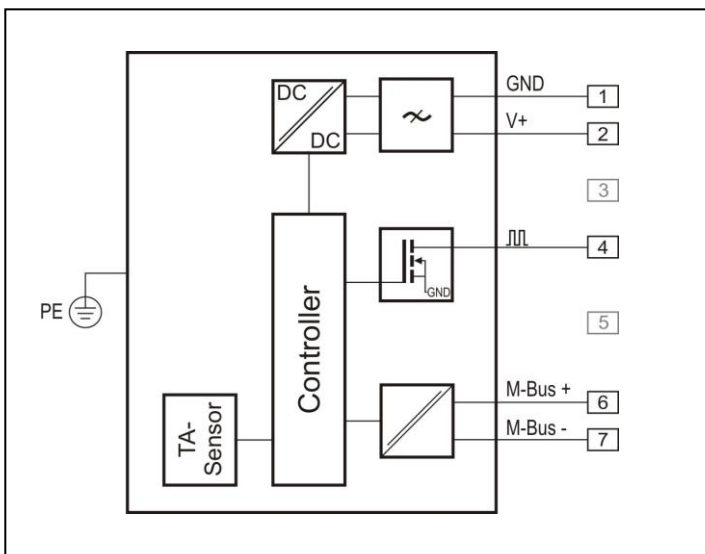 DC
DC
GND
1
V+
2
3
4
GND
5
PE
Controller
TA-
Sensor
M-Bus +
6
M-Bus -
7